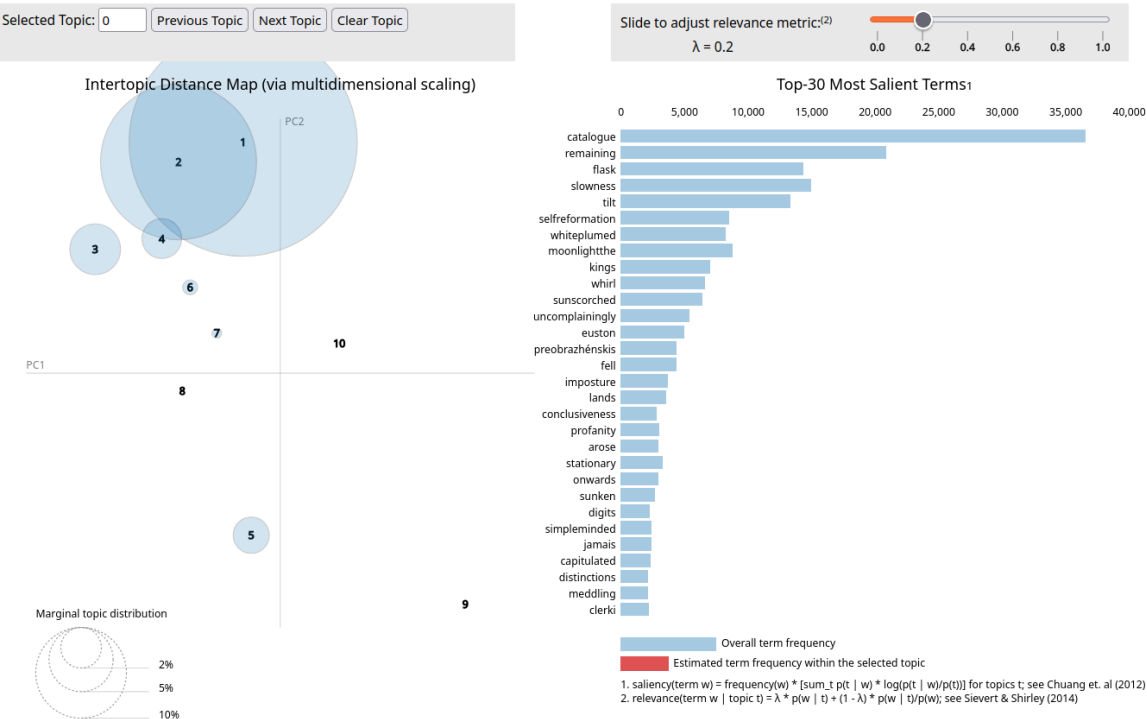 Selected Topic: 0 Previous Topic Next Topic Clear Topic
Slide to adjust relevance metric:(2)
λ = 0.2
0.0 0.2 0.4 0.6 0.8 1.0
Intertopic Distance Map (via multidimensional scaling)
PC2
PC1
1
2
3
4
5
6
7
8
9
10
Marginal topic distribution
2%
5%
10%
Top-30 Most Salient Terms1
0 5,000 10,000 15,000 20,000 25,000 30,000 35,000 40,000
catalogue
remaining
flask
slowness
tilt
selfreformation
whiteplumed
moonlightthe
kings
whirl
sunscorched
uncomplainingly
euston
preobrazhénskis
fell
imposture
lands
conclusiveness
profanity
arose
stationary
onwards
sunken
digits
simpleminded
jamais
capitulated
distinctions
meddling
clerki
Overall term frequency
Estimated term frequency within the selected topic
1. saliency(term w) = frequency(w) * [sum_t p(t | w) * log(p(t | w)/p(t))] for topics t; see Chuang et. al (2012)
2. relevance(term w | topic t) = λ * p(w | t) + (1 - λ) * p(w | t)/p(w); see Sievert & Shirley (2014)